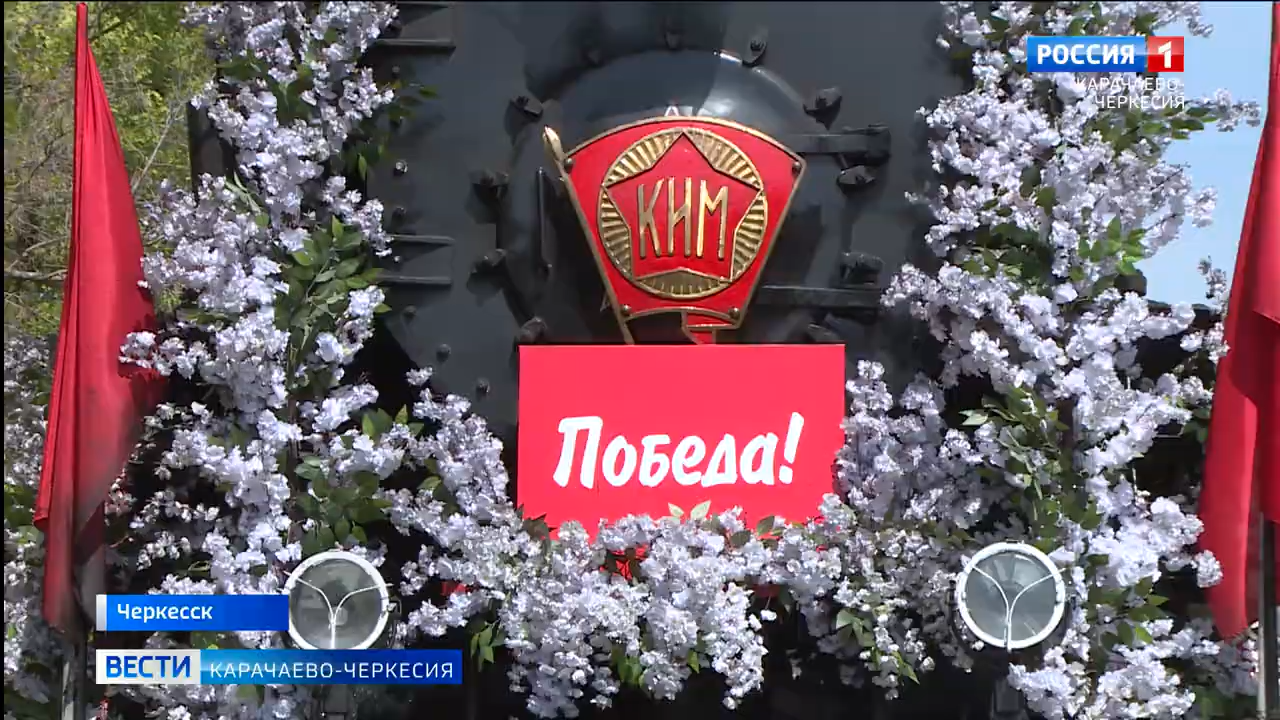 РОССИЯ 1
КАРАЧАЕВО-
ЧЕРКЕСИЯ
КИМ
Победа!
Черкесск
ВЕСТИ КАРАЧАЕВО-ЧЕРКЕСИЯ